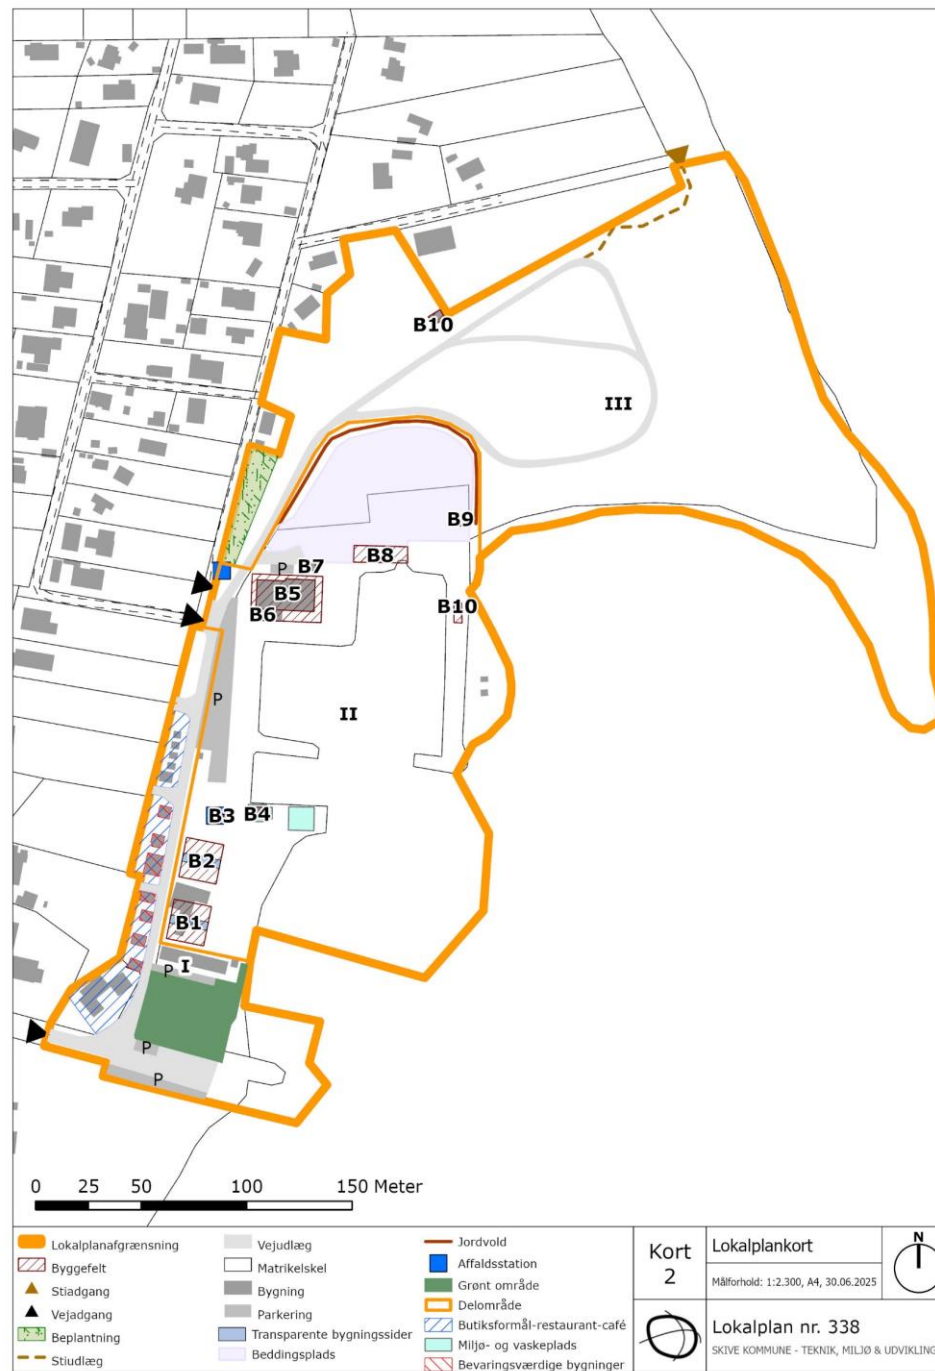 B10
III
B9
B8
P
B7
B5
B6
B10
P
II
B3
B4
B2
B1
I
P
P
P
0 25 50 100 150 Meter
Lokalplanafgrænsning
Byggefelt
Stiadgang
Vejadgang
Beplantning
Stiudlæg
Vejudlæg
Matrikelskel
Bygning
Parkering
Transparente bygningssider
Beddingsplads
Jordvold
Affaldsstation
Grønt område
Delområde
Butiksformål-restaurant-café
Miljø- og vaskeplads
Bevaringsværdige bygninger
Kort
2
Lokalplankort
Målforhold: 1:2.300, A4, 30.06.2025
N
Lokalplan nr. 338
SKIVE KOMMUNE - TEKNIK, MILJØ & UDVIKLING